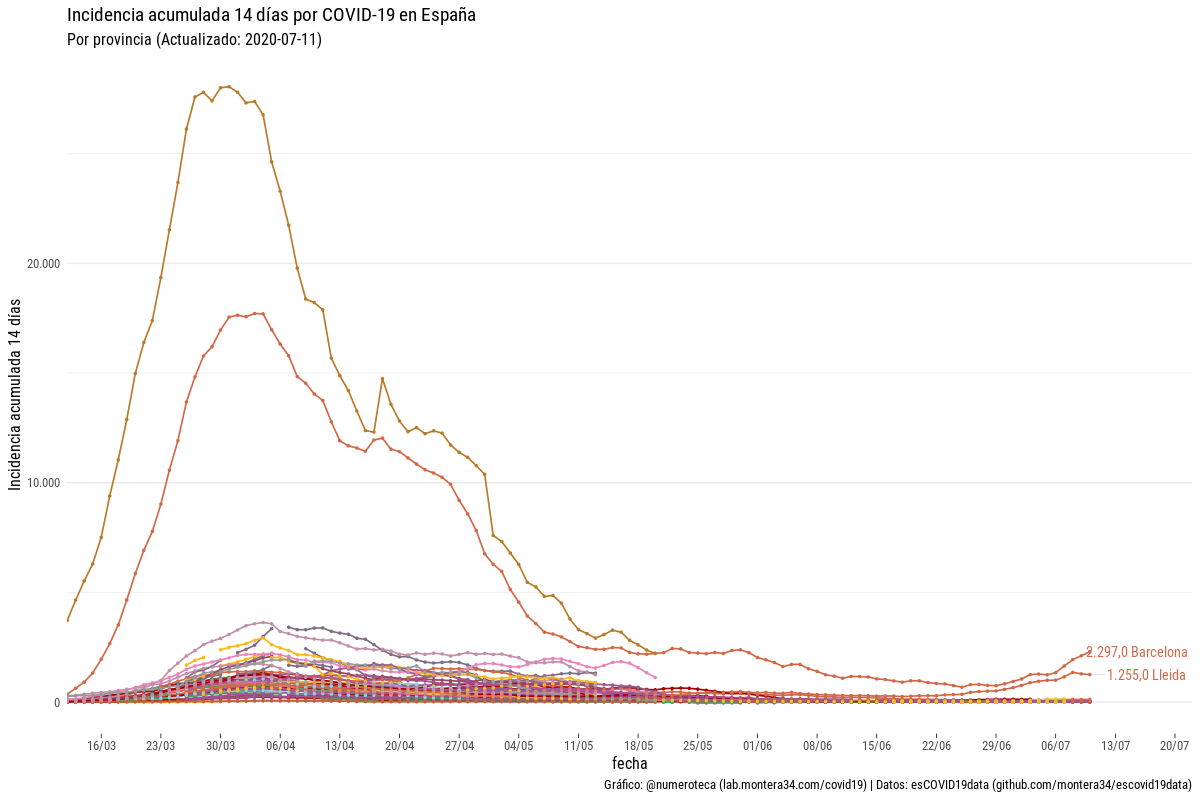 Incidencia acumulada 14 días por COVID-19 en España
Por provincia (Actualizado: 2020-07-11)
Incidencia acumulada 14 días
20.000
10.000
0
2.297,0 Barcelona
1.255,0 Lleida
16/03 23/03 30/03 06/04 13/04 20/04 27/04 04/05 11/05 18/05 25/05 01/06 08/06 15/06 22/06 29/06 06/07 13/07 20/07
fecha
Gráfico: @numeroteca (lab.montera34.com/covid19) | Datos: esCOVID19data (github.com/montera34/escovid19data)